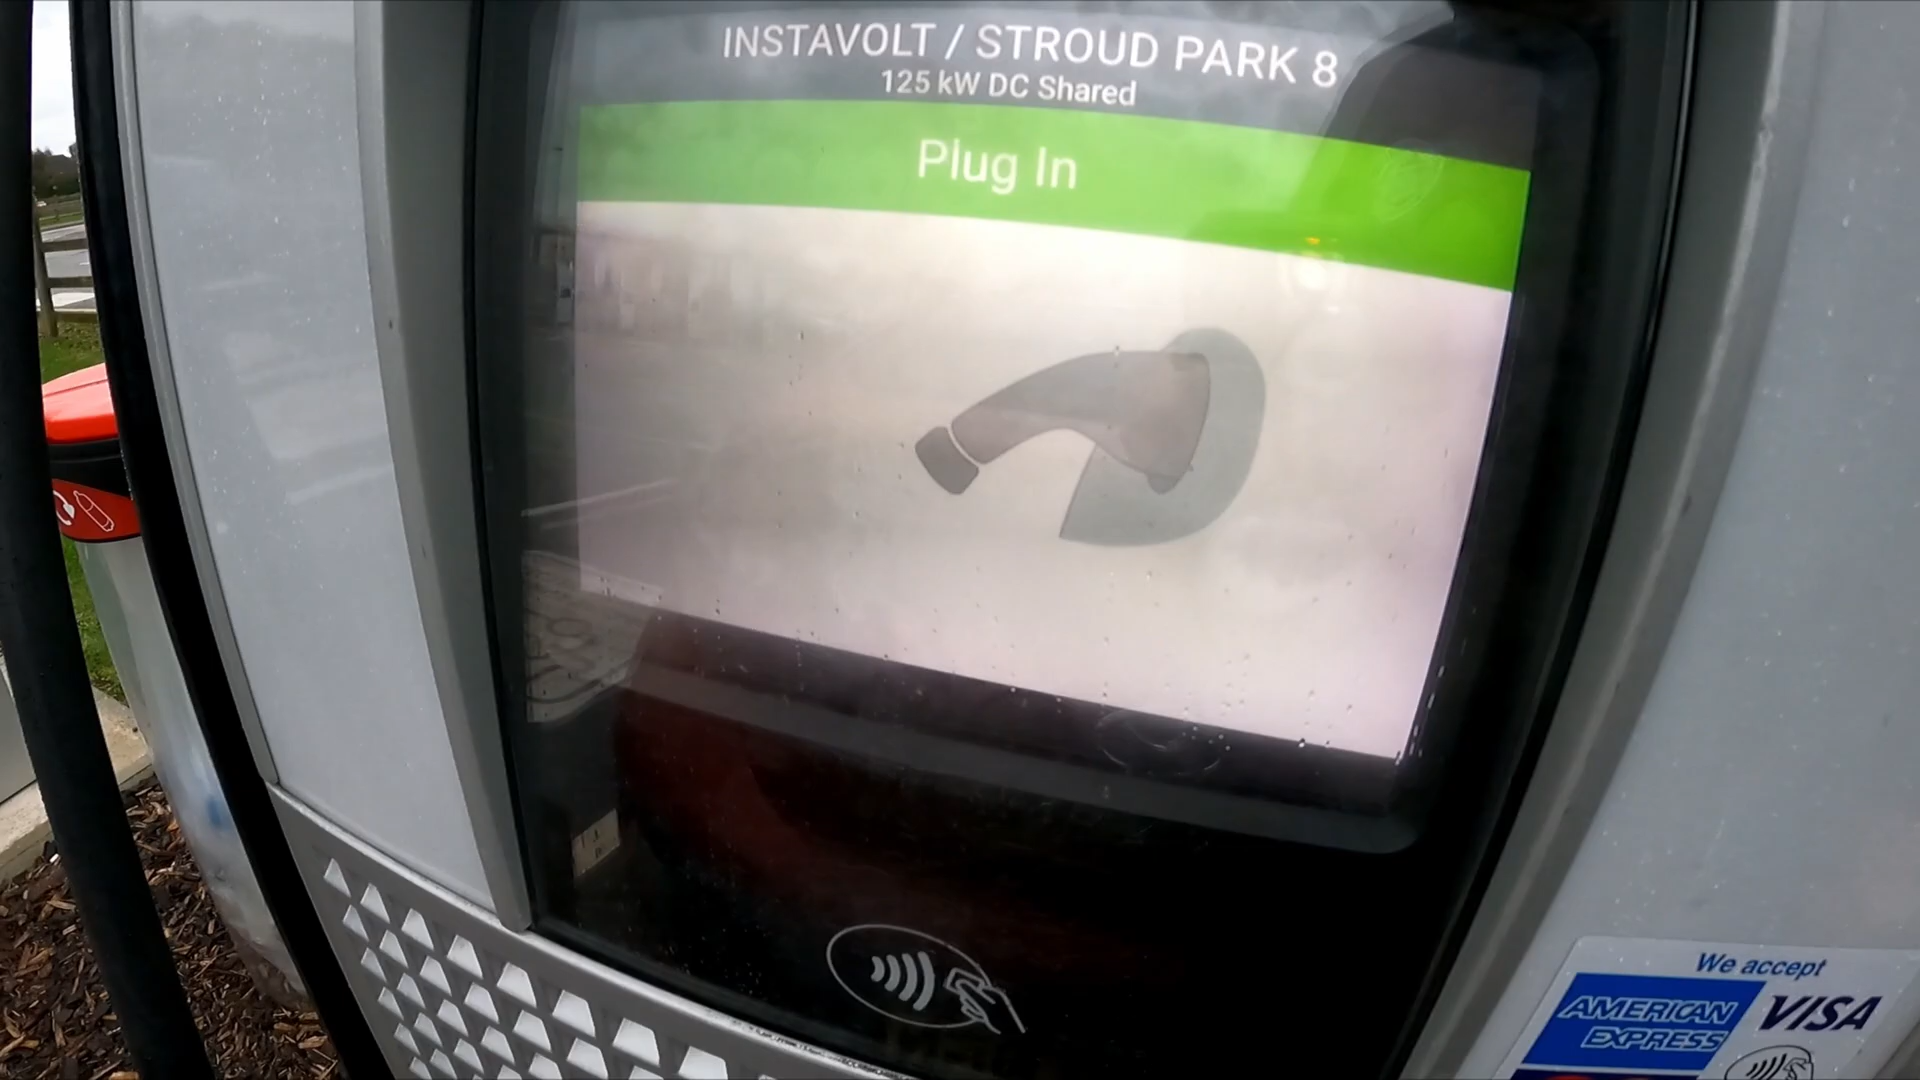 INSTAVOLT / STROUD PARK 8
125 kW DC Shared
Plug In
We accept
AMERICAN
EXPRESS
VISA